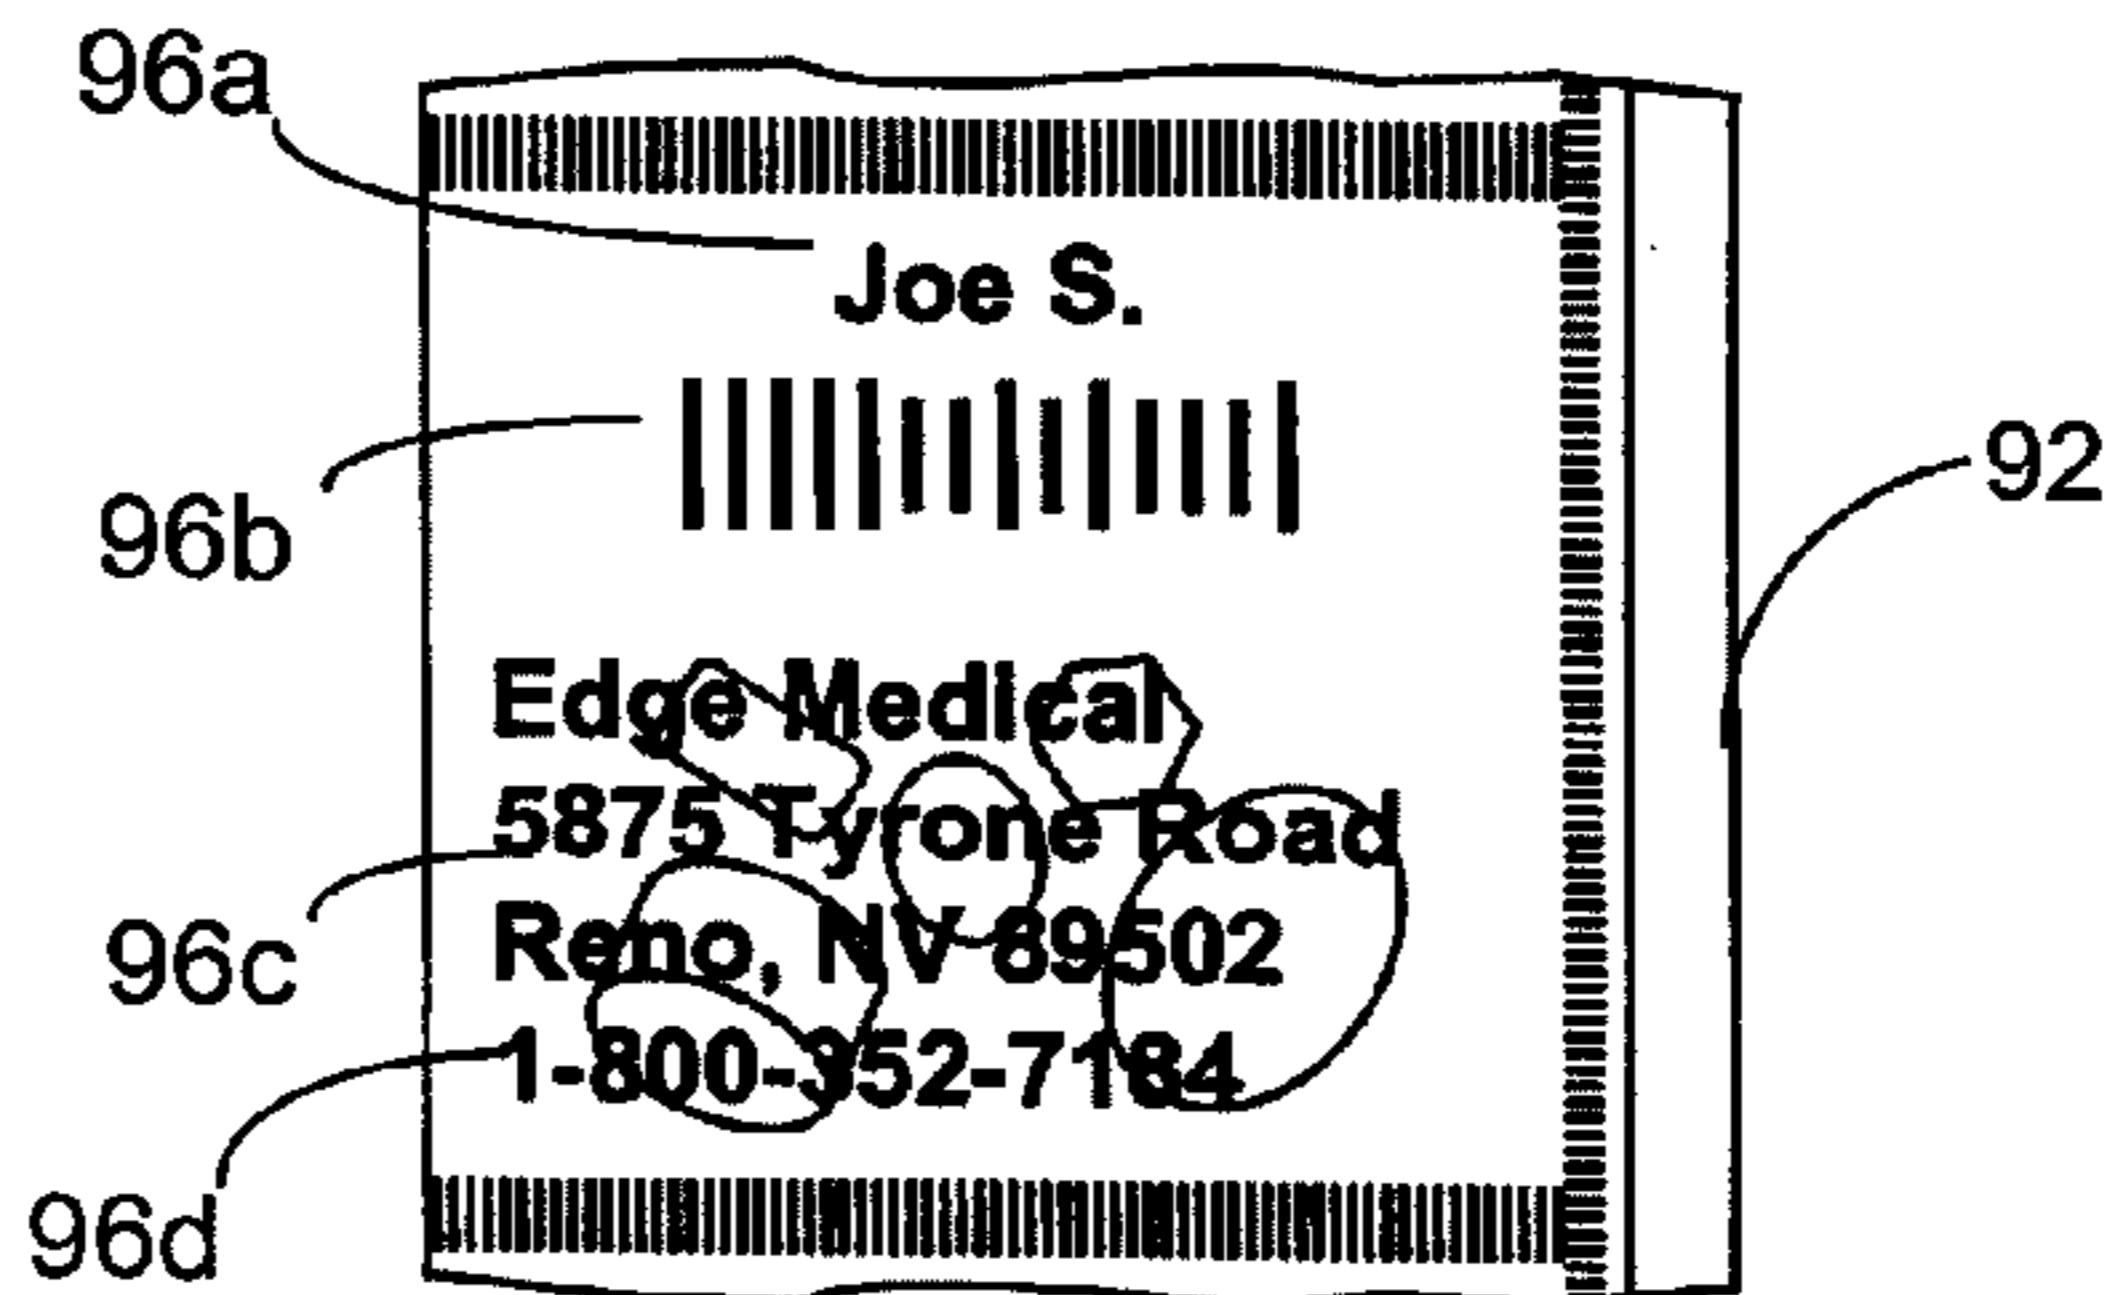 96a
Joe S.
96b
92
Edge Medical
5875 Tyrone Road
96c
Reno, NV 89502
1-800-352-7184
96d